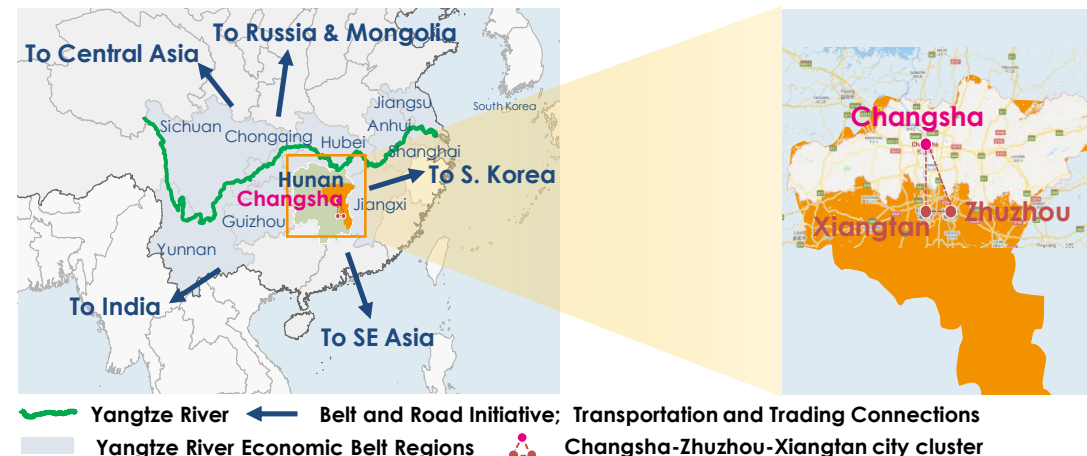 To Russia & Mongolia
To Central Asia
Jiangsu
South Korea
Sichuan
Chongqing
Anhui
Hubei
Shanghai
Hunan
To S. Korea
Changsha
Jiangxi
Guizhou
Yunnan
To India
To SE Asia
Changsha
Xiangtan
Zhuzhou
Yangtze River
Belt and Road Initiative; Transportation and Trading Connections
Yangtze River Economic Belt Regions
Changsha-Zhuzhou-Xiangtan city cluster